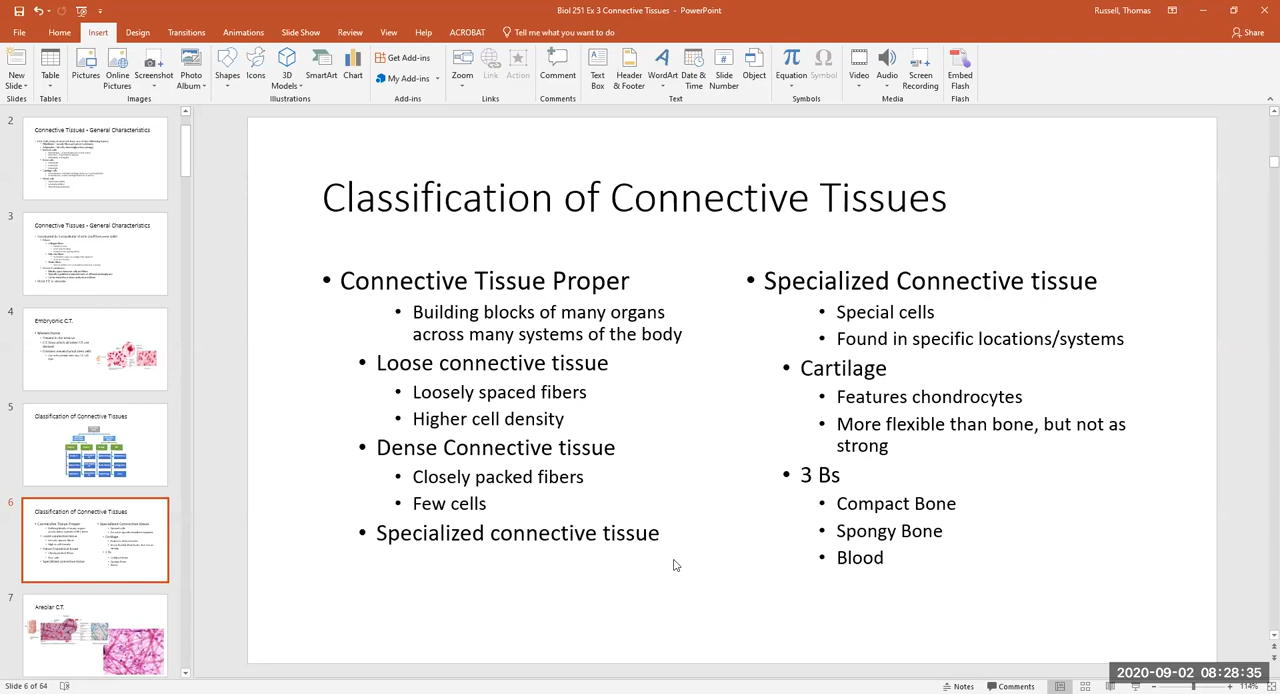 Biol 251 Ex 3 Connective Tissues - PowerPoint
Russell, Thomas
File Home Insert Design Transitions Animations Slide Show Review View Help ACROBAT Tell me what you want to do
Share
New Slide
Table
Pictures
Online Pictures
Screenshot
Photo Album
Shapes
Icons
3D Models
SmartArt
Chart
Get Add-ins
My Add-ins
Zoom
Link
Action
Comment
Text Box
Header & Footer
WordArt
Date & Time
Slide Number
Object
Equation
Symbol
Video
Audio
Screen Recording
Embed Flash
Slides Tables Images Illustrations Add-ins Links Comments Text Symbols Media Flash
2
Connective Tissues - General Characteristics
3
Connective Tissues - General Characteristics
4
Embryonic C.T.
5
Classification of Connective Tissues
6
Classification of Connective Tissues
7
Areolar C.T.
Classification of Connective Tissues
• Connective Tissue Proper
• Building blocks of many organs
across many systems of the body
• Loose connective tissue
• Loosely spaced fibers
• Higher cell density
• Dense Connective tissue
• Closely packed fibers
• Few cells
• Specialized connective tissue
• Specialized Connective tissue
• Special cells
• Found in specific locations/systems
• Cartilage
• Features chondrocytes
• More flexible than bone, but not as
strong
• 3 Bs
• Compact Bone
• Spongy Bone
• Blood
2020-09-02 08:28:35
Slide 6 of 64
Notes
Comments
114%